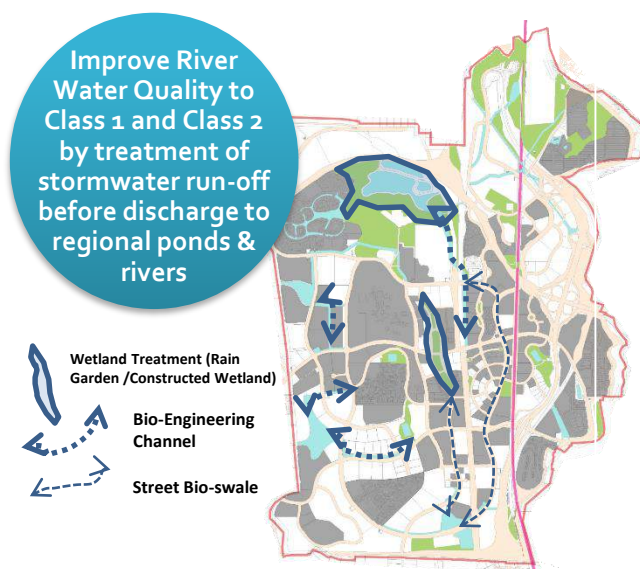 Improve River
Water Quality to
Class 1 and Class 2
by treatment of
stormwater run-off
before discharge to
regional ponds &
rivers
Wetland Treatment (Rain
Garden /Constructed Wetland)
Bio-Engineering
Channel
Street Bio-swale